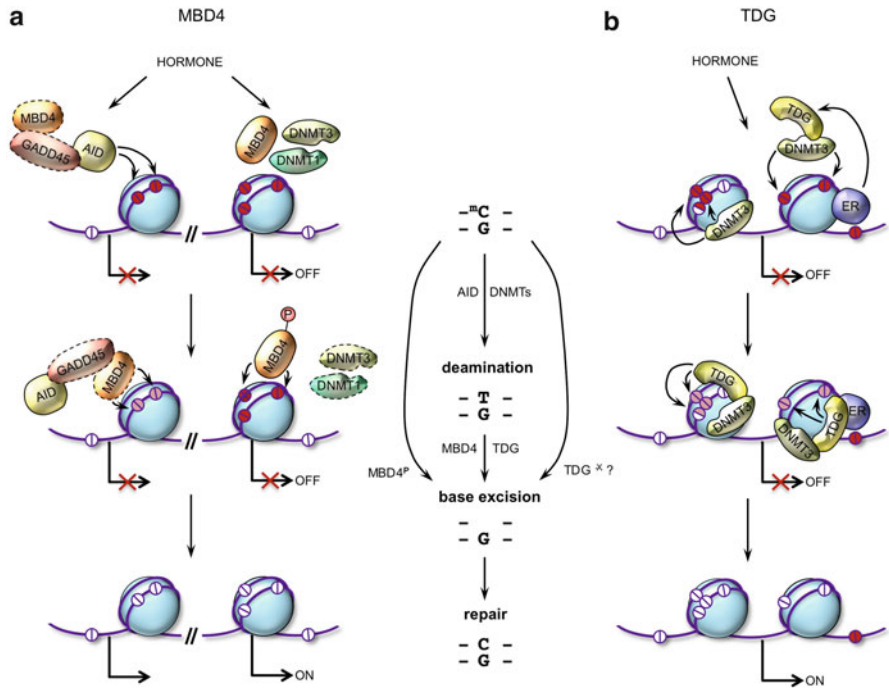 a
MBD4
HORMONE
MBD4
GADD45
AID
MBD4
DNMT3
DNMT1
//
OFF
P
GADD45
MBD4
AID
MBD4
DNMT3
DNMT1
//
OFF
//
ON
– ᵐC –
– G –
AID DNMTs
deamination
– T –
– G –
MBD4 TDG
MBD4ᴾ
TDG ˣ ?
base excision
–   –
– G –
repair
– C –
– G –
b
TDG
HORMONE
TDG
DNMT3
DNMT3
ER
OFF
TDG
DNMT3
TDG
DNMT3
ER
OFF
ON